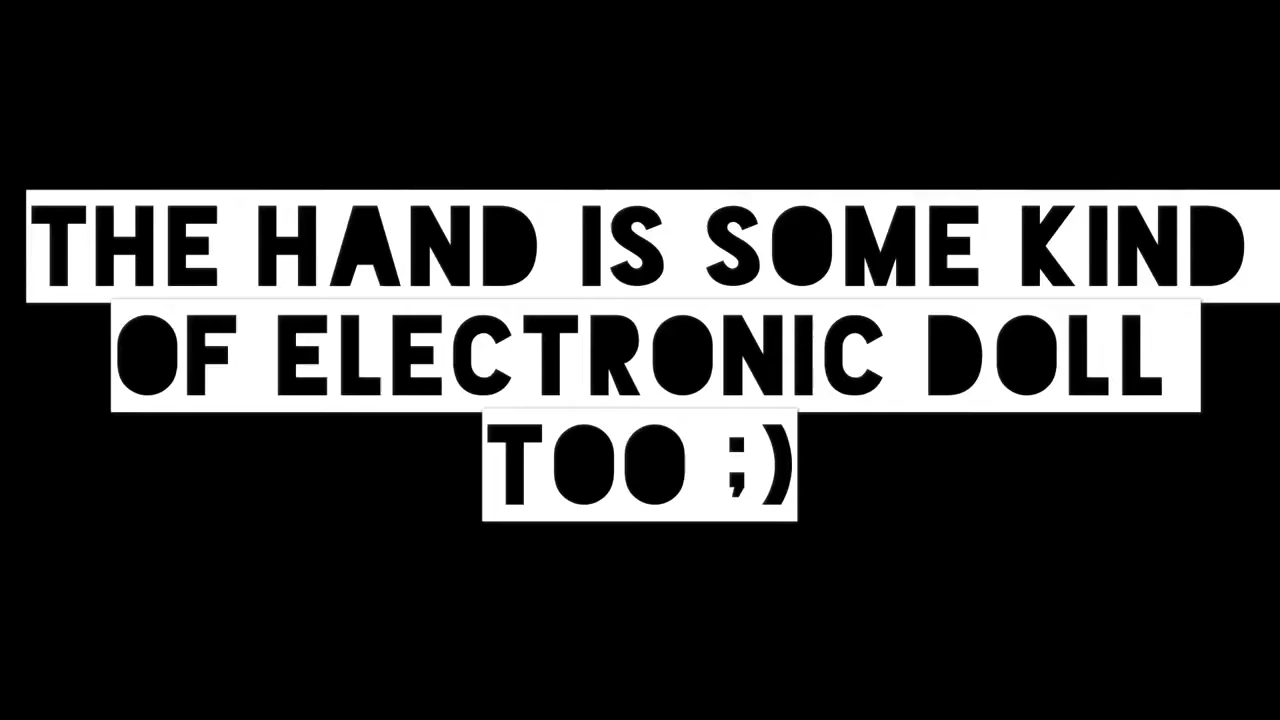 THE HAND IS SOME KIND
OF ELECTRONIC DOLL
TOO ;)